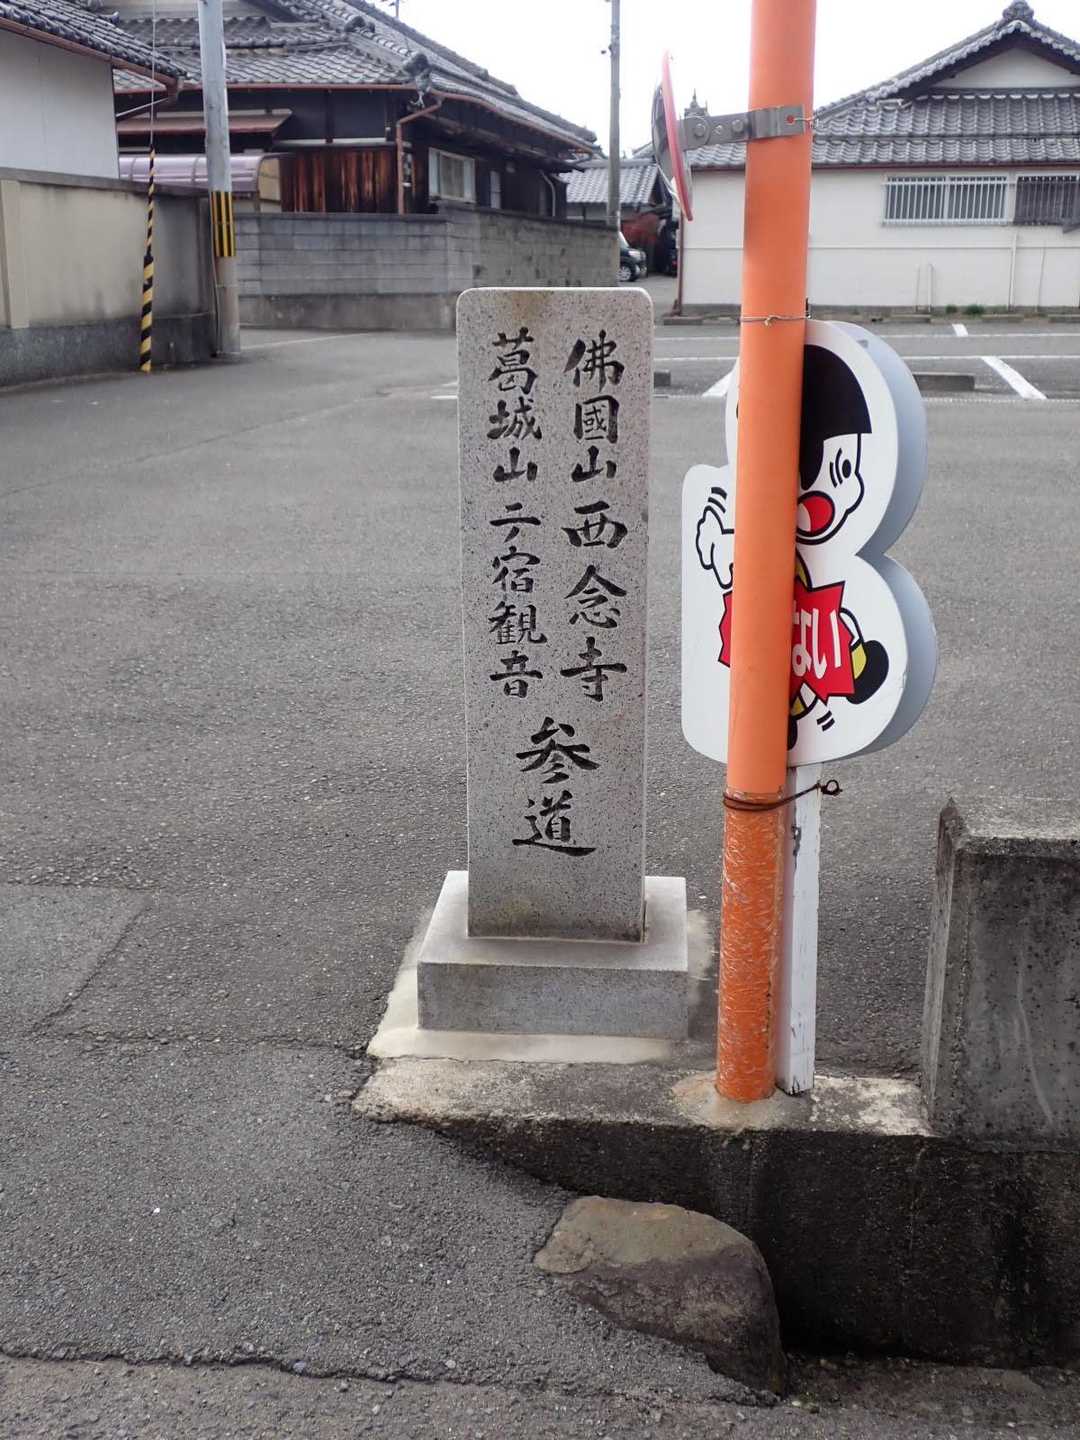 佛國山西念寺
葛城山二宿観音
参道
ない